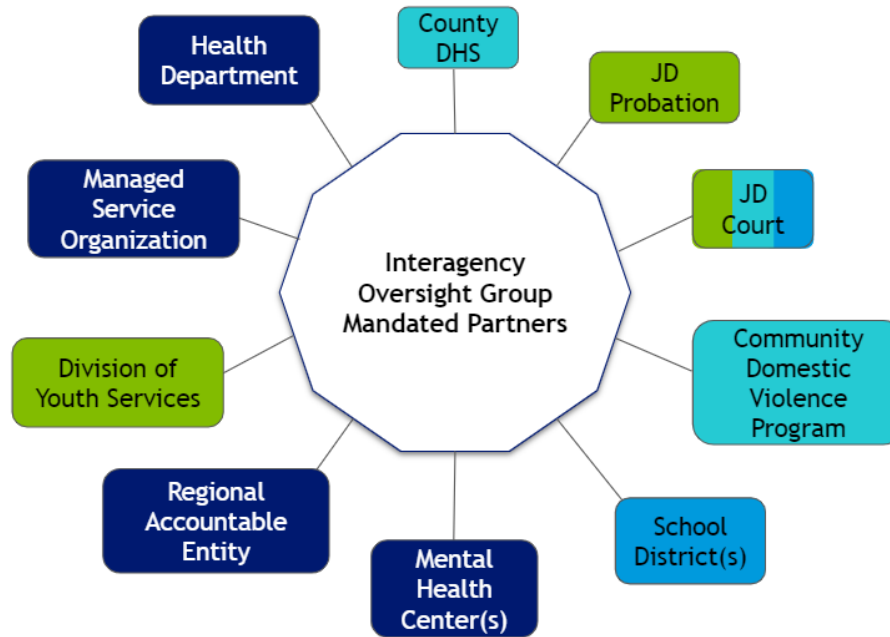 County
DHS
Health
Department
JD
Probation
Managed
Service
Organization
JD
Court
Interagency
Oversight Group
Mandated Partners
Division of
Youth Services
Community
Domestic
Violence
Program
Regional
Accountable
Entity
School
District(s)
Mental
Health
Center(s)